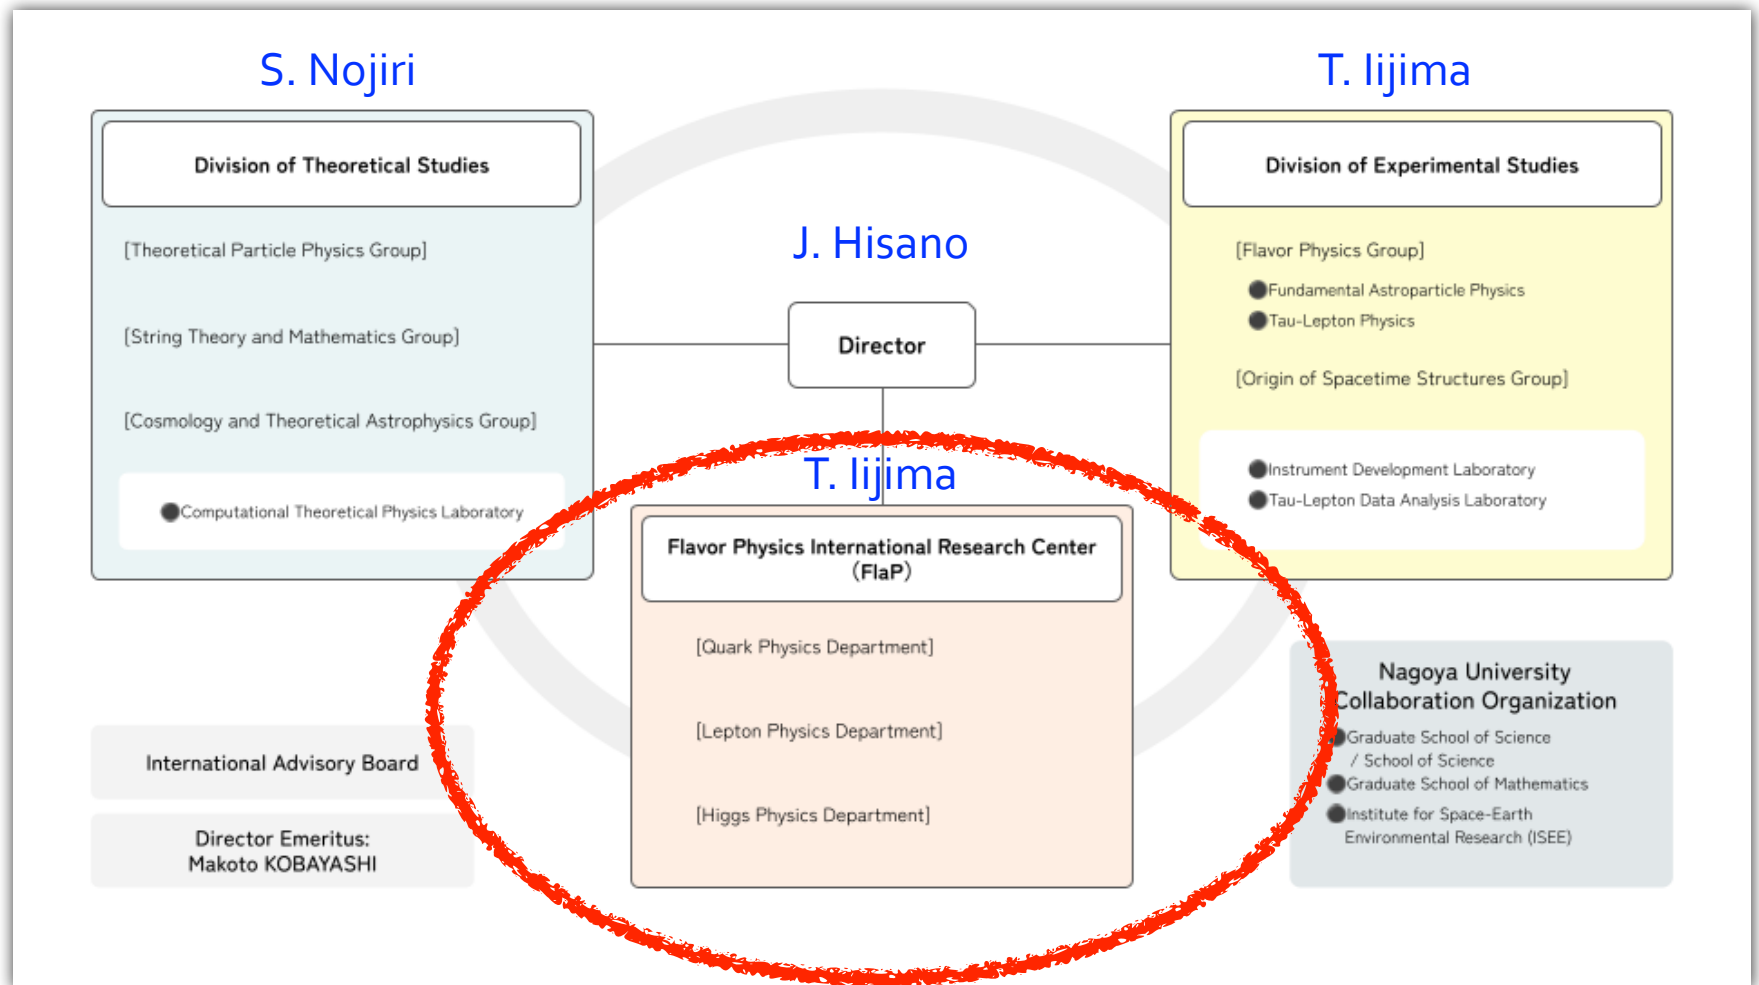 S. Nojiri
Division of Theoretical Studies
[Theoretical Particle Physics Group]
[String Theory and Mathematics Group]
[Cosmology and Theoretical Astrophysics Group]
●Computational Theoretical Physics Laboratory
J. Hisano
Director
T. Iijima
Division of Experimental Studies
[Flavor Physics Group]
●Fundamental Astroparticle Physics
●Tau-Lepton Physics
[Origin of Spacetime Structures Group]
●Instrument Development Laboratory
●Tau-Lepton Data Analysis Laboratory
T. Iijima
Flavor Physics International Research Center
(FlaP)
[Quark Physics Department]
[Lepton Physics Department]
[Higgs Physics Department]
International Advisory Board
Director Emeritus:
Makoto KOBAYASHI
Nagoya University
Collaboration Organization
●Graduate School of Science
/ School of Science
●Graduate School of Mathematics
●Institute for Space-Earth
Environmental Research (ISEE)